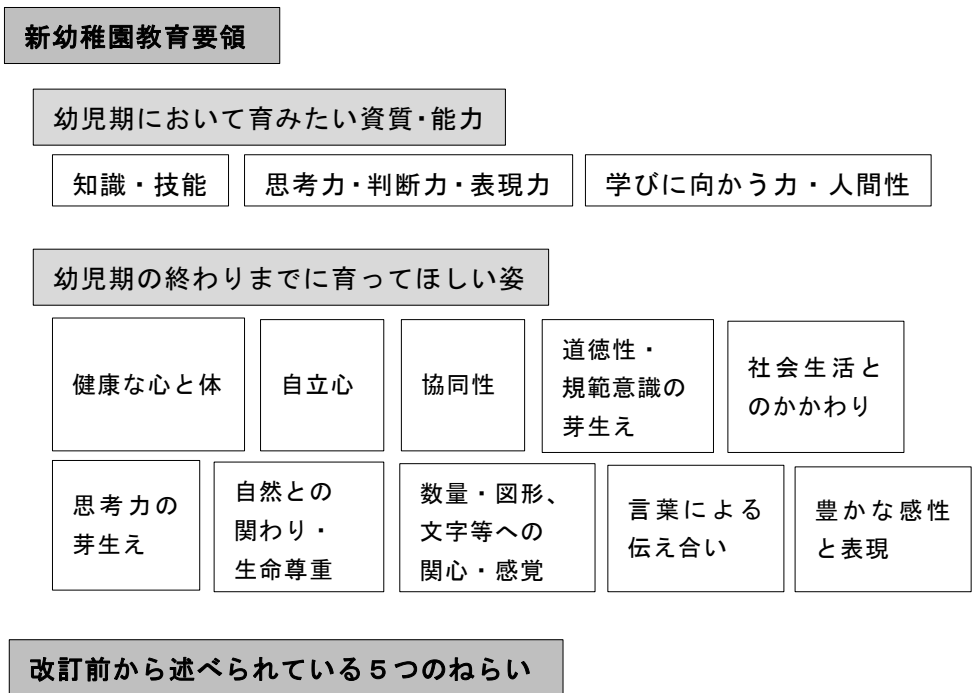 新幼稚園教育要領
幼児期において育みたい資質・能力
知識・技能
思考力・判断力・表現力
学びに向かう力・人間性
幼児期の終わりまでに育ってほしい姿
健康な心と体
自立心
協同性
道徳性・
規範意識の
芽生え
社会生活と
のかかわり
思考力の
芽生え
自然との
関わり・
生命尊重
数量・図形、
文字等への
関心・感覚
言葉による
伝え合い
豊かな感性
と表現
改訂前から述べられている５つのねらい